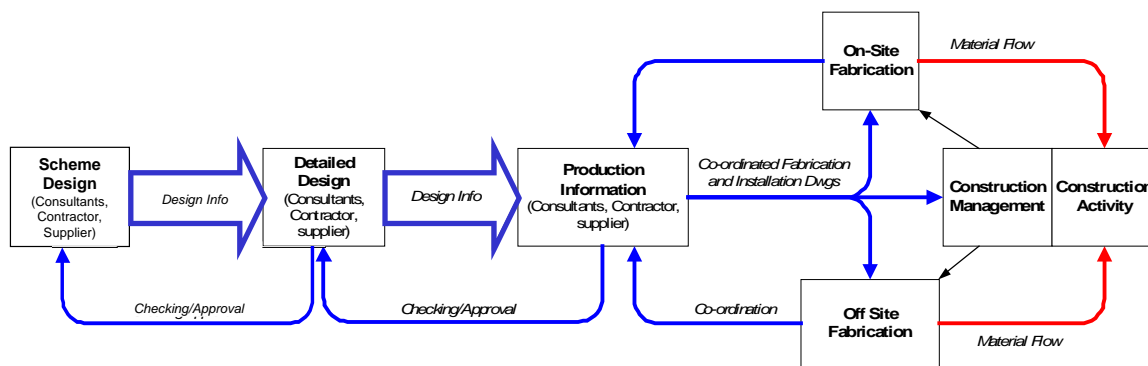 On-Site
Fabrication
Material Flow
Scheme
Design
(Consultants,
Contractor,
Supplier)
Design Info
Detailed
Design
(Consultants,
Contractor,
supplier)
Design Info
Production
Information
(Consultants, Contractor,
supplier)
Co-ordinated Fabrication
and Installation Dwgs
Construction
Management
Construction
Activity
Checking/Approval
Checking/Approval
Co-ordination
Off Site
Fabrication
Material Flow